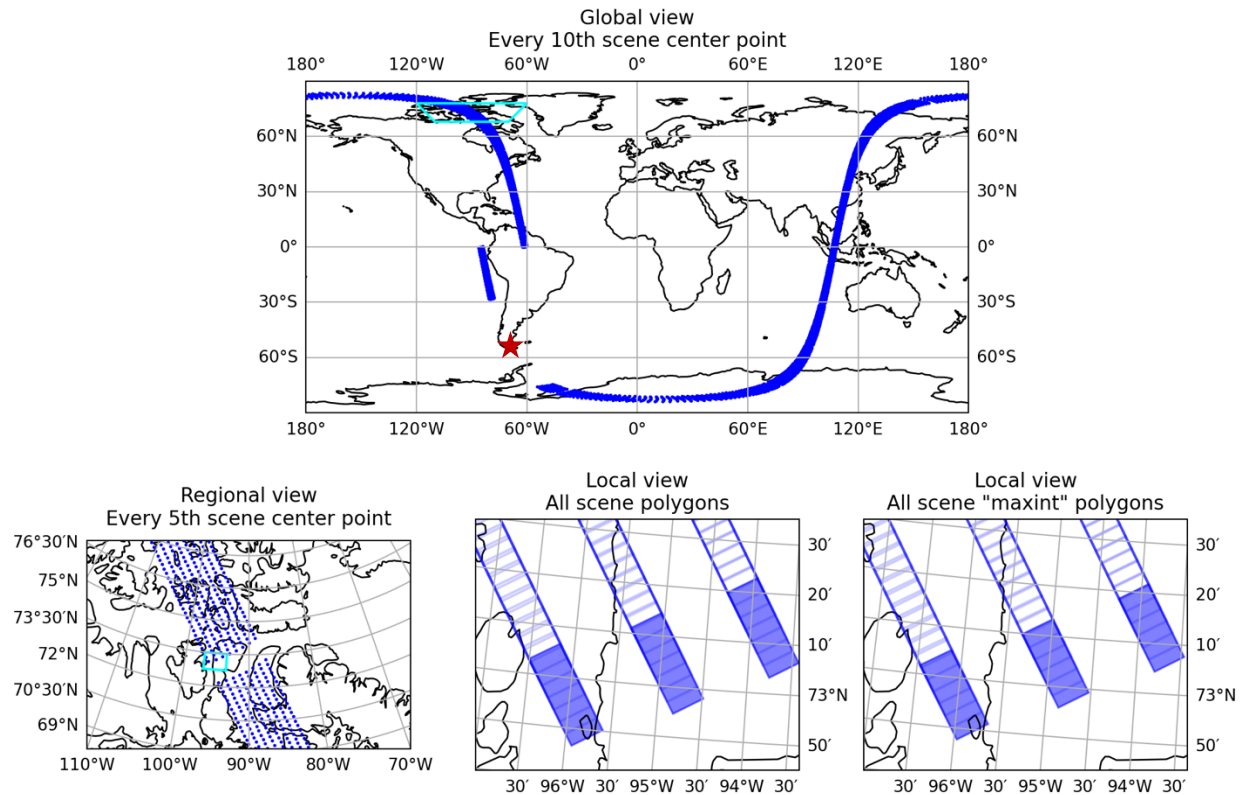 Global view
Every 10th scene center point
180° 120°W 60°W 0° 60°E 120°E 180°
60°N 60°N
30°N 30°N
0° 0°
30°S 30°S
60°S 60°S
180° 120°W 60°W 0° 60°E 120°E 180°
Regional view
Every 5th scene center point
76°30′N
75°N
73°30′N
72°N
70°30′N
69°N
110°W 100°W 90°W 80°W 70°W
Local view
All scene polygons
30′
20′
10′
73°N
50′
30′ 96°W 30′ 95°W 30′ 94°W 30′
Local view
All scene "maxint" polygons
30′
20′
10′
73°N
50′
30′ 96°W 30′ 95°W 30′ 94°W 30′